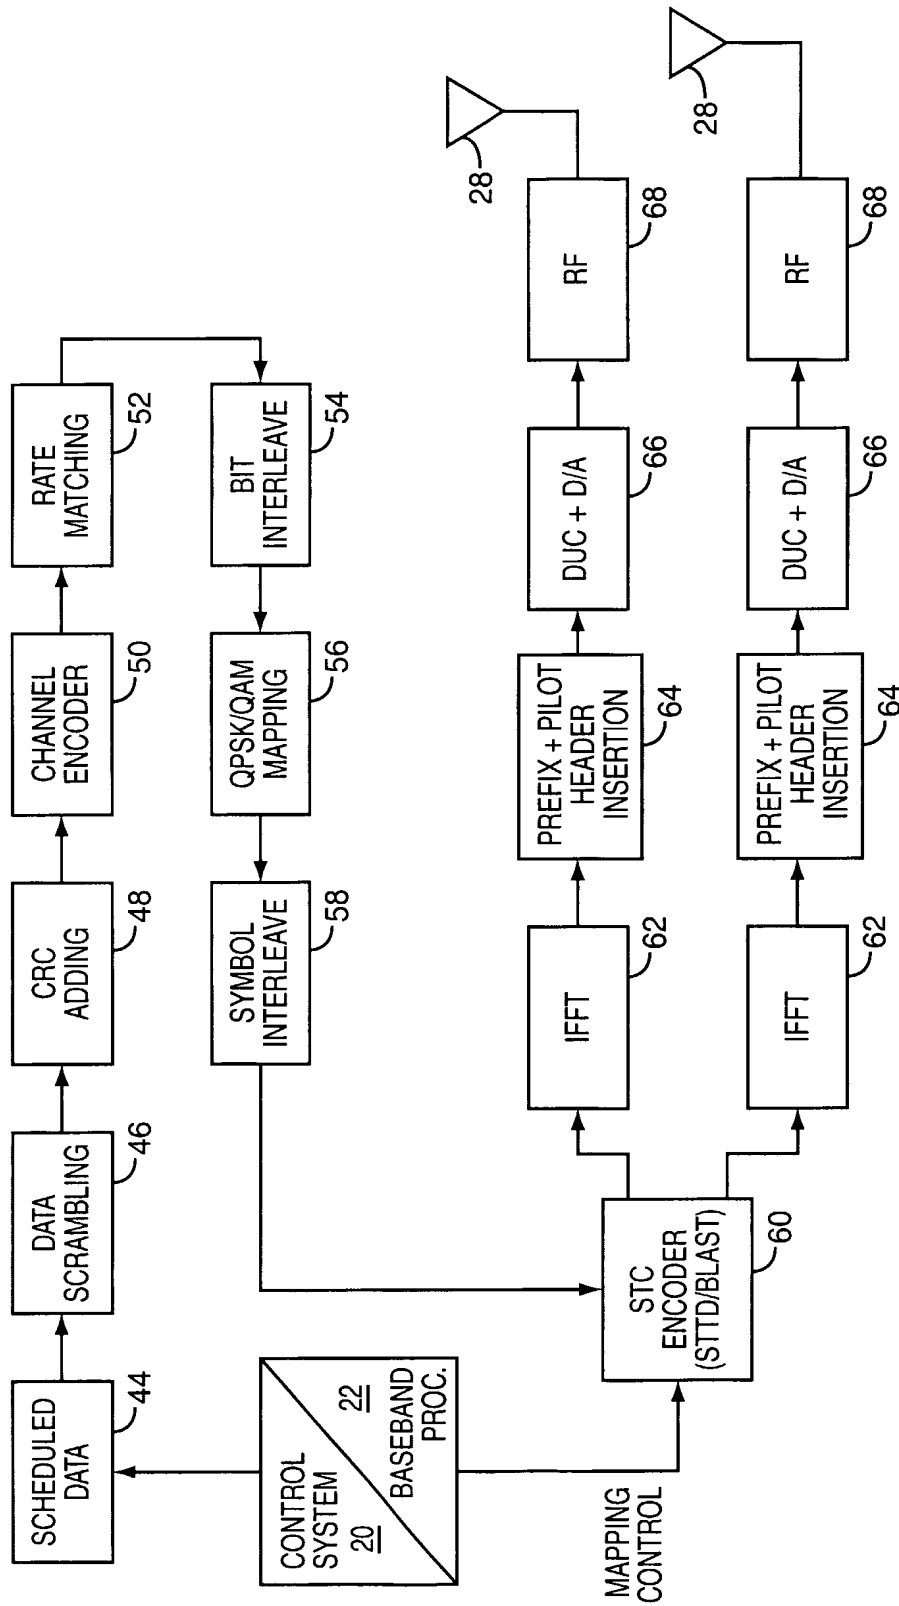 SCHEDULED
DATA
44
DATA
SCRAMBLING
46
CRC
ADDING
48
CHANNEL
ENCODER
50
RATE
MATCHING
52
BIT
INTERLEAVE
54
QPSK/QAM
MAPPING
56
SYMBOL
INTERLEAVE
58
CONTROL
SYSTEM
20
22
BASEBAND
PROC.
MAPPING
CONTROL
STC
ENCODER
(STTD/BLAST)
60
IFFT
62
PREFIX + PILOT
HEADER
INSERTION
64
DUC + D/A
66
RF
68
28
IFFT
62
PREFIX + PILOT
HEADER
INSERTION
64
DUC + D/A
66
RF
68
28